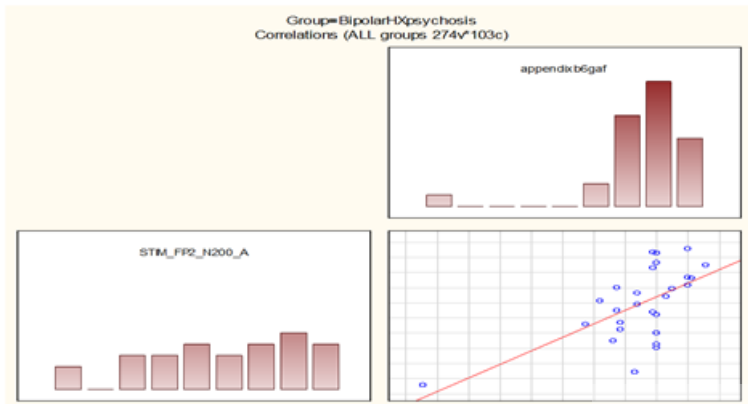 Group=BipolarHXpsychosis
Correlations (ALL groups 274v*103c)
appendixb6gaf
STIM_FP2_N200_A